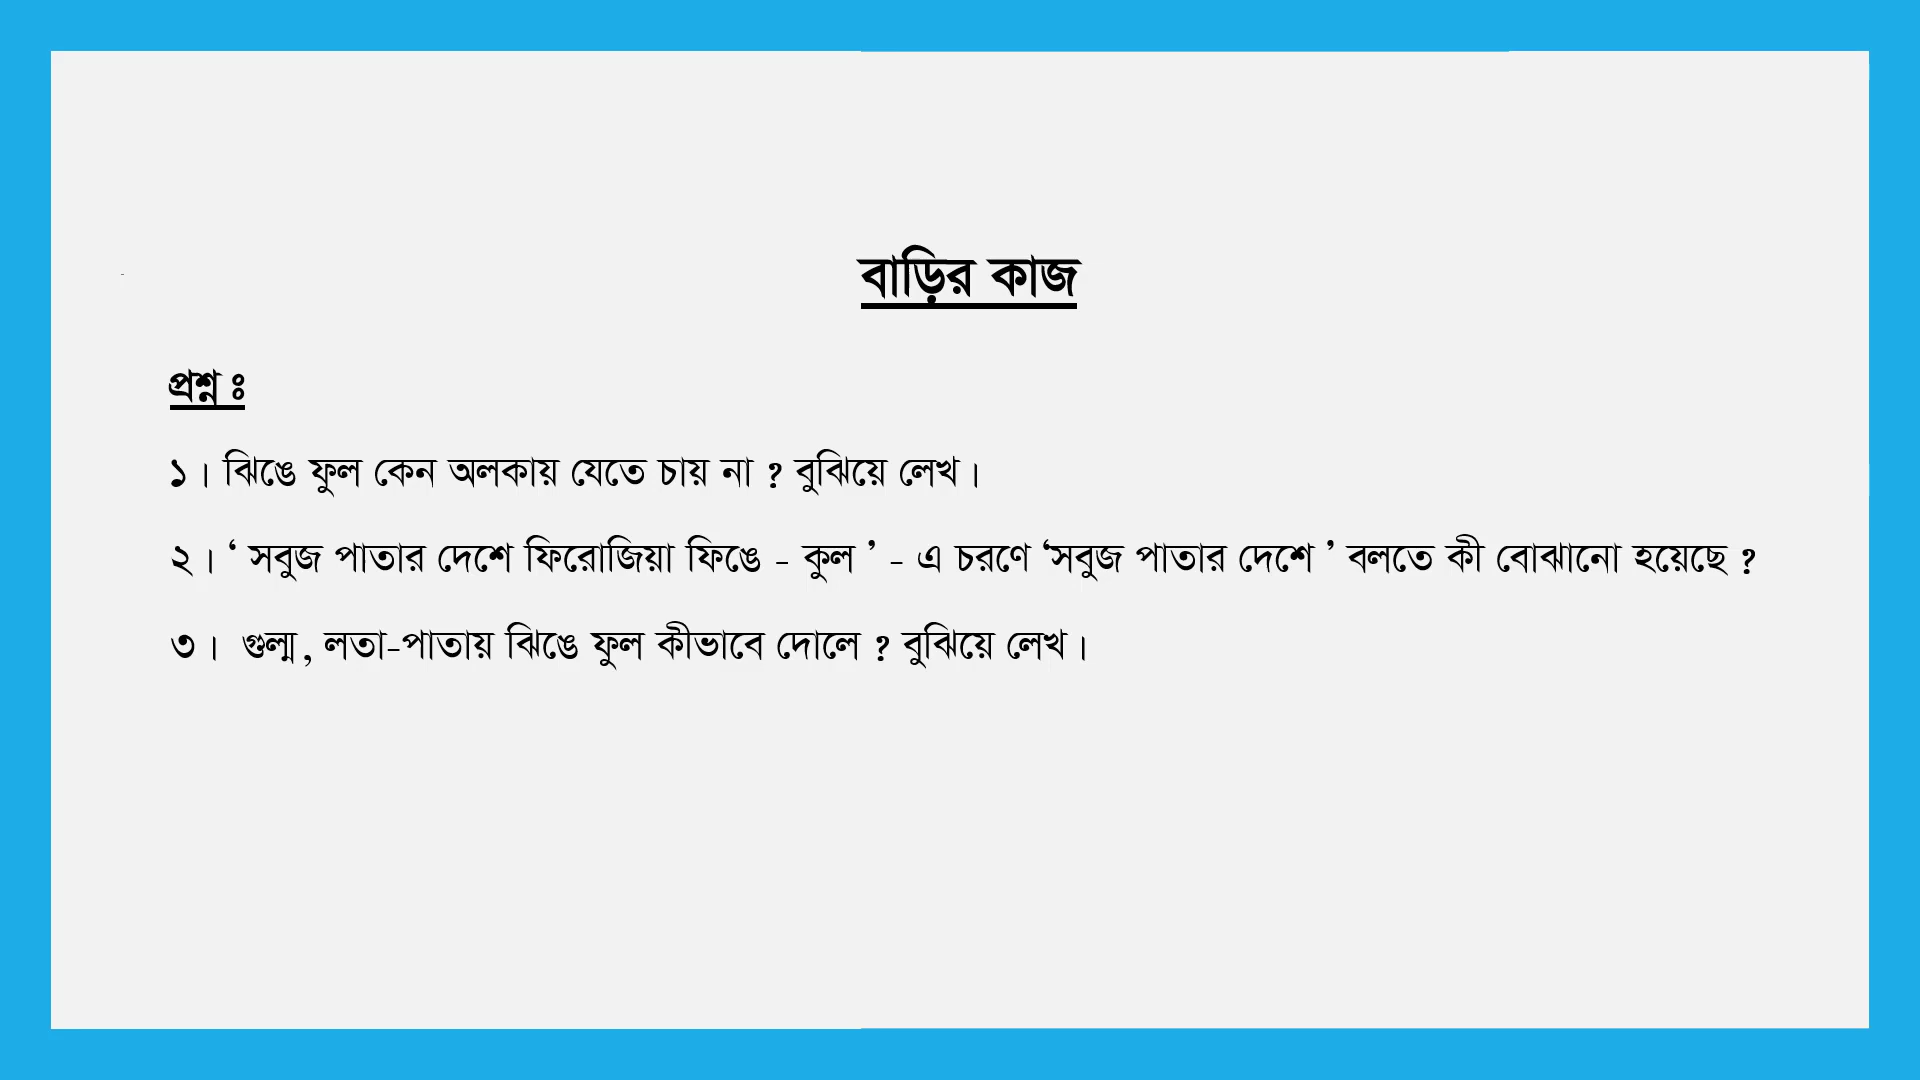 বাড়ির কাজ
প্রশ্ন ঃ
১। ঝিঙে ফুল কেন অলকায় যেতে চায় না ? বুঝিয়ে লেখ।
২। ‘ সবুজ পাতার দেশে ফিরোজিয়া ফিঙে - কুল ’ - এ চরণে ‘সবুজ পাতার দেশে ’ বলতে কী বোঝানো হয়েছে ?
৩। গুল্ম, লতা-পাতায় ঝিঙে ফুল কীভাবে দোলে ? বুঝিয়ে লেখ।